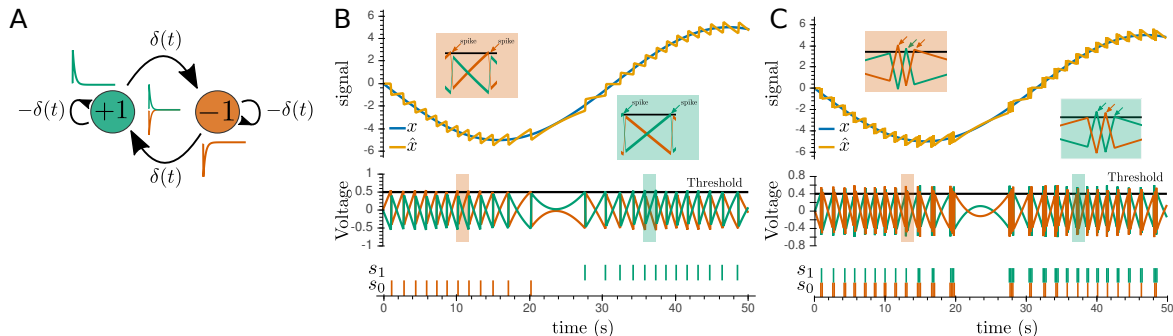 A
δ(t)
−δ(t)
+1
−1
−δ(t)
δ(t)
B
signal
6
4
2
0
-2
-4
-6
spike
spike
spike
spike
x
x̂
Voltage
1
0.5
0
-0.5
-1
Threshold
s1
s0
0
10
20
30
40
50
time (s)
C
signal
6
4
2
0
-2
-4
-6
x
x̂
Voltage
0.8
0.4
0
-0.4
-0.8
Threshold
s1
s0
0
10
20
30
40
50
time (s)